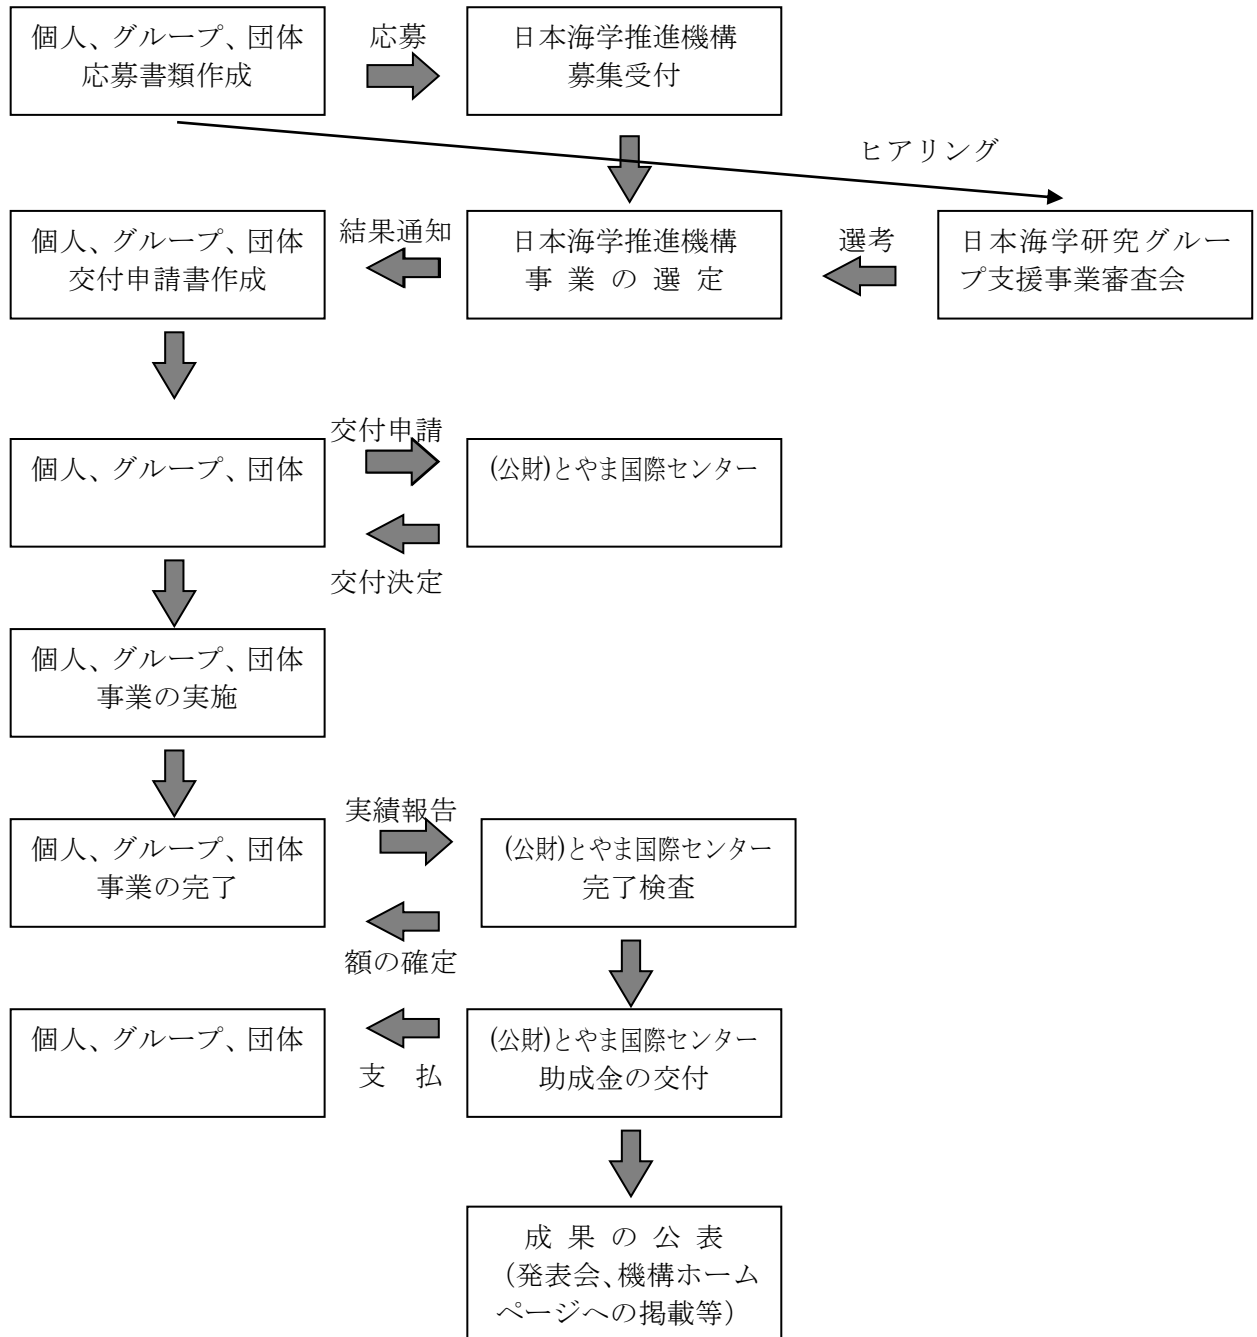 個人、グループ、団体
応募書類作成
応募
日本海学推進機構
募集受付
ヒアリング
個人、グループ、団体
交付申請書作成
結果通知
日本海学推進機構
事業の選定
選考
日本海学研究グルー
プ支援事業審査会
個人、グループ、団体
交付申請
(公財)とやま国際センター
交付決定
個人、グループ、団体
事業の実施
個人、グループ、団体
事業の完了
実績報告
(公財)とやま国際センター
完了検査
額の確定
個人、グループ、団体
支　払
(公財)とやま国際センター
助成金の交付
成果の公表
（発表会、機構ホーム
ページへの掲載等）